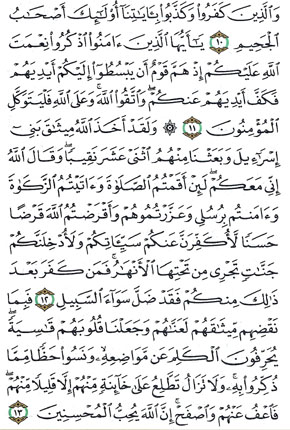 وَٱلَّذِينَ كَفَرُوا۟ وَكَذَّبُوا۟ بِـَٔايَـٰتِنَآ أُو۟لَـٰٓئِكَ أَصْحَـٰبُ
ٱلْجَحِيمِ ١٠ يَـٰٓأَيُّهَا ٱلَّذِينَ ءَامَنُوا۟ ٱذْكُرُوا۟ نِعْمَتَ
ٱللَّهِ عَلَيْكُمْ إِذْ هَمَّ قَوْمٌ أَن يَبْسُطُوٓا۟ إِلَيْكُمْ أَيْدِيَهُمْ
فَكَفَّ أَيْدِيَهُمْ عَنكُمْ ۖ وَٱتَّقُوا۟ ٱللَّهَ ۚ وَعَلَى ٱللَّهِ فَلْيَتَوَكَّلِ
ٱلْمُؤْمِنُونَ ١١ ۞ وَلَقَدْ أَخَذَ ٱللَّهُ مِيثَـٰقَ بَنِىٓ
إِسْرَٰٓءِيلَ وَبَعَثْنَا مِنْهُمُ ٱثْنَىْ عَشَرَ نَقِيبًا ۖ وَقَالَ ٱللَّهُ
إِنِّى مَعَكُمْ ۖ لَئِنْ أَقَمْتُمُ ٱلصَّلَوٰةَ وَءَاتَيْتُمُ ٱلزَّكَوٰةَ
وَءَامَنتُم بِرُسُلِى وَعَزَّرْتُمُوهُمْ وَأَقْرَضْتُمُ ٱللَّهَ قَرْضًا
حَسَنًا لَّأُكَفِّرَنَّ عَنكُمْ سَيِّـَٔاتِكُمْ وَلَأُدْخِلَنَّكُمْ
جَنَّـٰتٍ تَجْرِى مِن تَحْتِهَا ٱلْأَنْهَـٰرُ ۚ فَمَن كَفَرَ بَعْدَ
ذَٰلِكَ مِنكُمْ فَقَدْ ضَلَّ سَوَآءَ ٱلسَّبِيلِ ١٢ فَبِمَا
نَقْضِهِم مِّيثَـٰقَهُمْ لَعَنَّـٰهُمْ وَجَعَلْنَا قُلُوبَهُمْ قَـٰسِيَةً ۖ
يُحَرِّفُونَ ٱلْكَلِمَ عَن مَّوَاضِعِهِۦ ۙ وَنَسُوا۟ حَظًّا مِّمَّا
ذُكِّرُوا۟ بِهِۦ ۚ وَلَا تَزَالُ تَطَّلِعُ عَلَىٰ خَآئِنَةٍ مِّنْهُمْ إِلَّا قَلِيلًا مِّنْهُمْ ۖ
فَٱعْفُ عَنْهُمْ وَٱصْفَحْ ۚ إِنَّ ٱللَّهَ يُحِبُّ ٱلْمُحْسِنِينَ ١٣